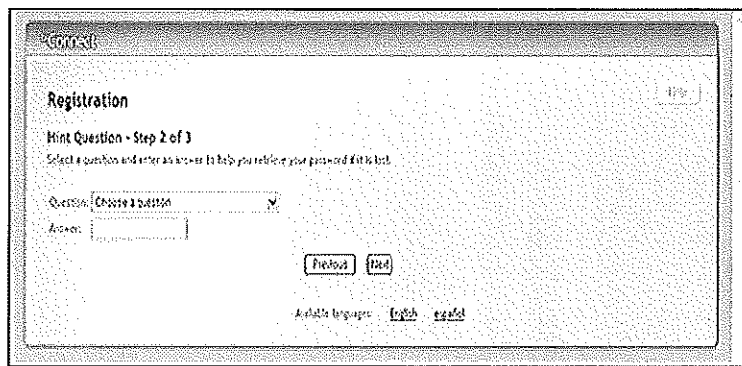 Connect
Registration
Hint Question - Step 2 of 3
Select a question and enter an answer to help you retrieve your password if it is lost.
Question: Choose a question
Answer:
Previous Next
Available languages: English español